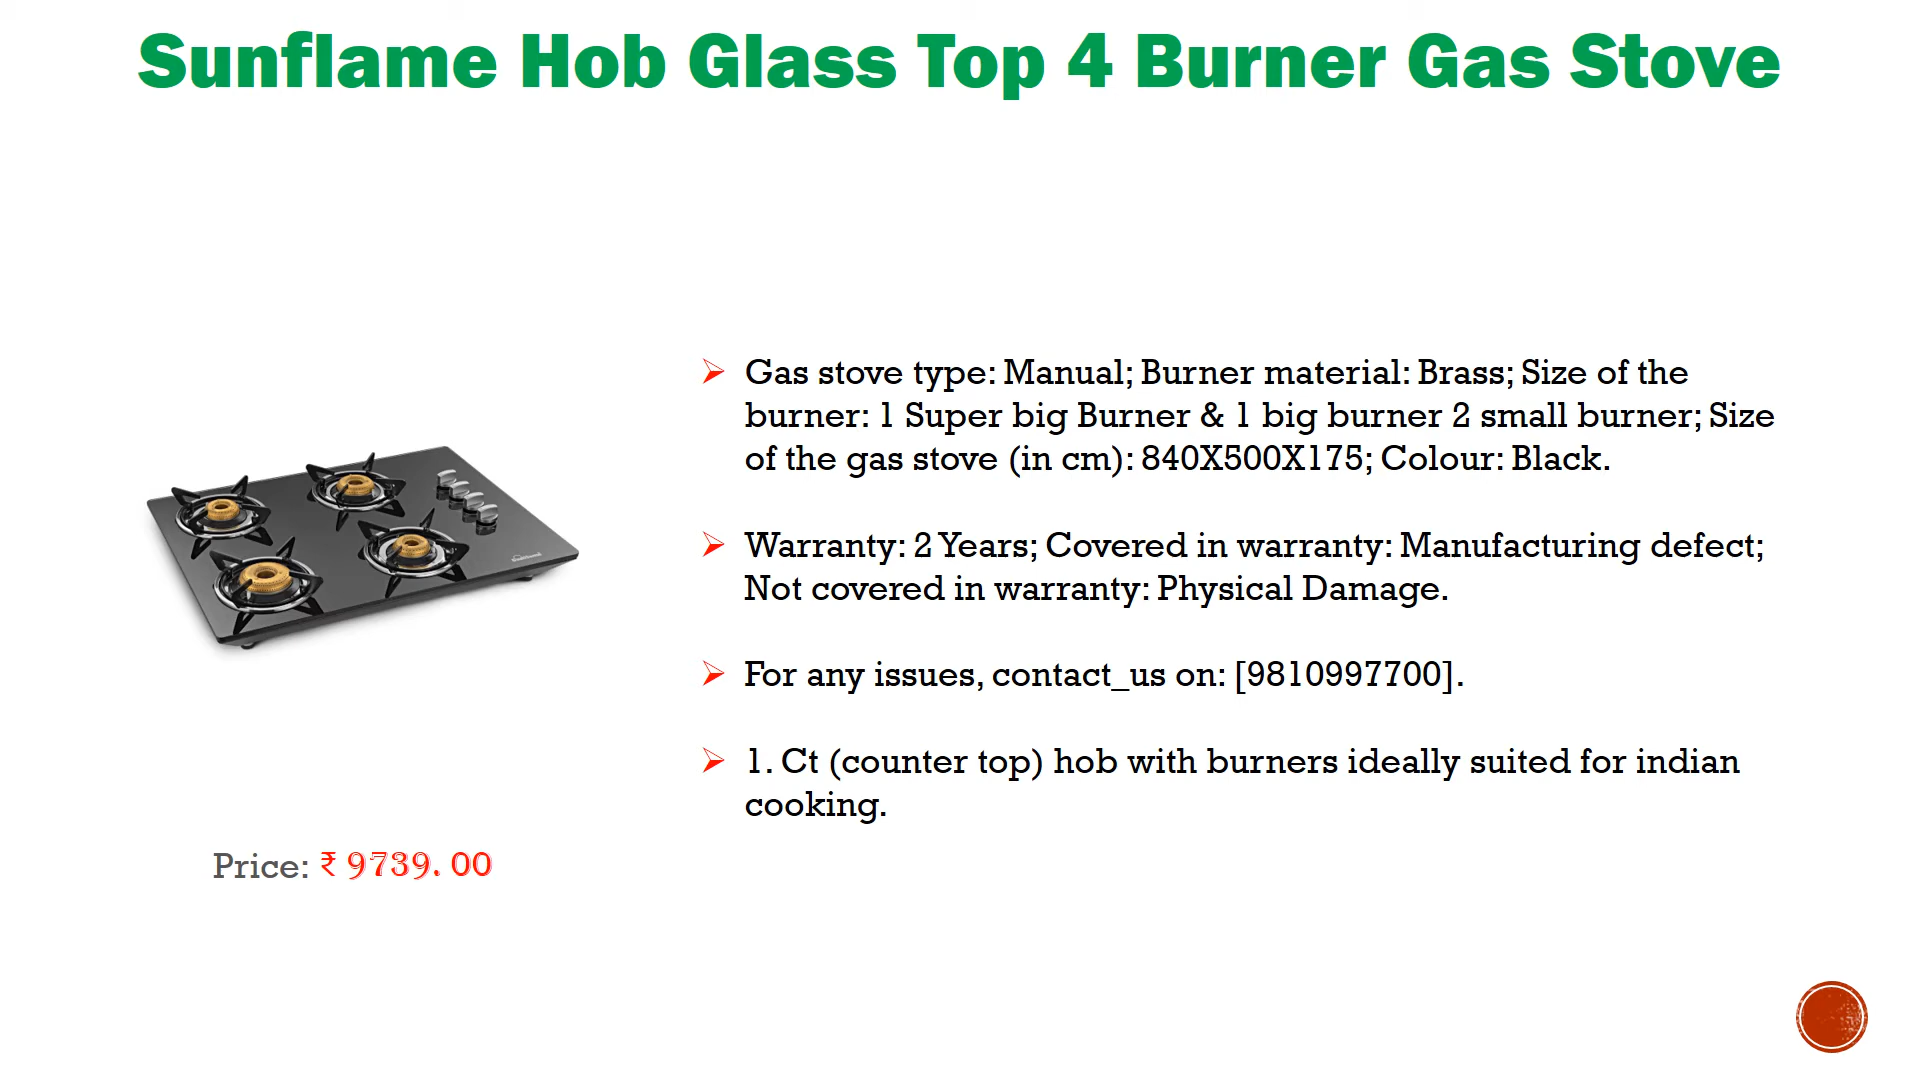 Sunflame Hob Glass Top 4 Burner Gas Stove
Gas stove type: Manual; Burner material: Brass; Size of the
burner: 1 Super big Burner & 1 big burner 2 small burner; Size
of the gas stove (in cm): 840X500X175; Colour: Black.
Warranty: 2 Years; Covered in warranty: Manufacturing defect;
Not covered in warranty: Physical Damage.
For any issues, contact_us on: [9810997700].
1. Ct (counter top) hob with burners ideally suited for indian
cooking.
Price: ₹ 9739. 00